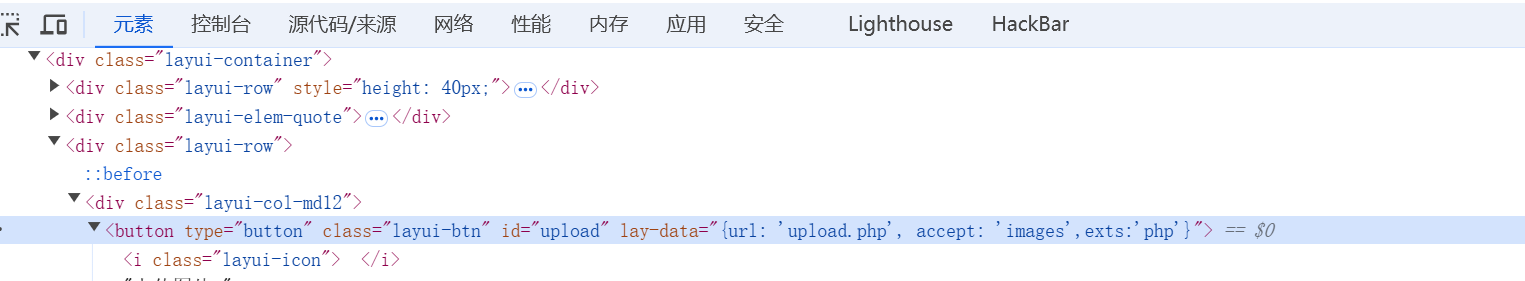 元素 控制台 源代码/来源 网络 性能 内存 应用 安全 Lighthouse HackBar
<div class="layui-container">
<div class="layui-row" style="height: 40px;">…</div>
<div class="layui-elem-quote">…</div>
<div class="layui-row">
::before
<div class="layui-col-md12">
<button type="button" class="layui-btn" id="upload" lay-data="{url: 'upload.php', accept: 'images',exts:'php'}"> == $0
<i class="layui-icon"> </i>